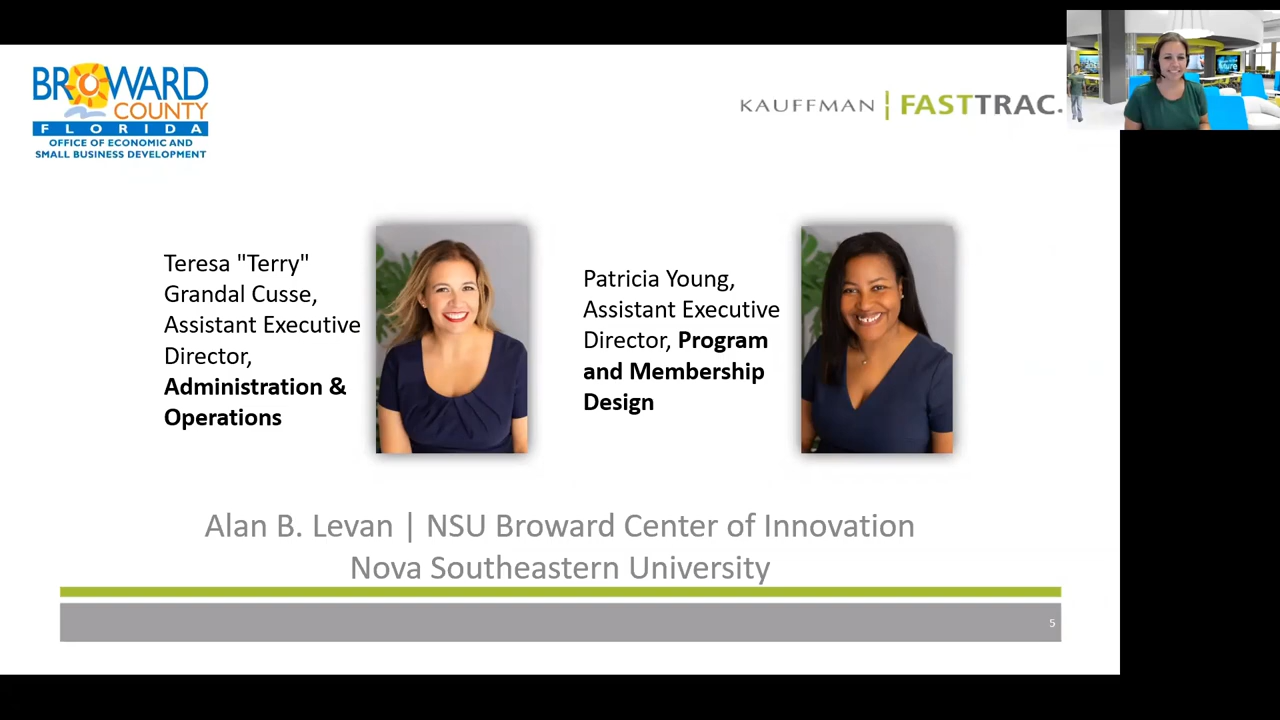 BROWARD
COUNTY
FLORIDA
OFFICE OF ECONOMIC AND
SMALL BUSINESS DEVELOPMENT
KAUFFMAN | FASTTRAC.
Teresa "Terry"
Grandal Cusse,
Assistant Executive
Director,
Administration &
Operations
Patricia Young,
Assistant Executive
Director, Program
and Membership
Design
Alan B. Levan | NSU Broward Center of Innovation
Nova Southeastern University
5